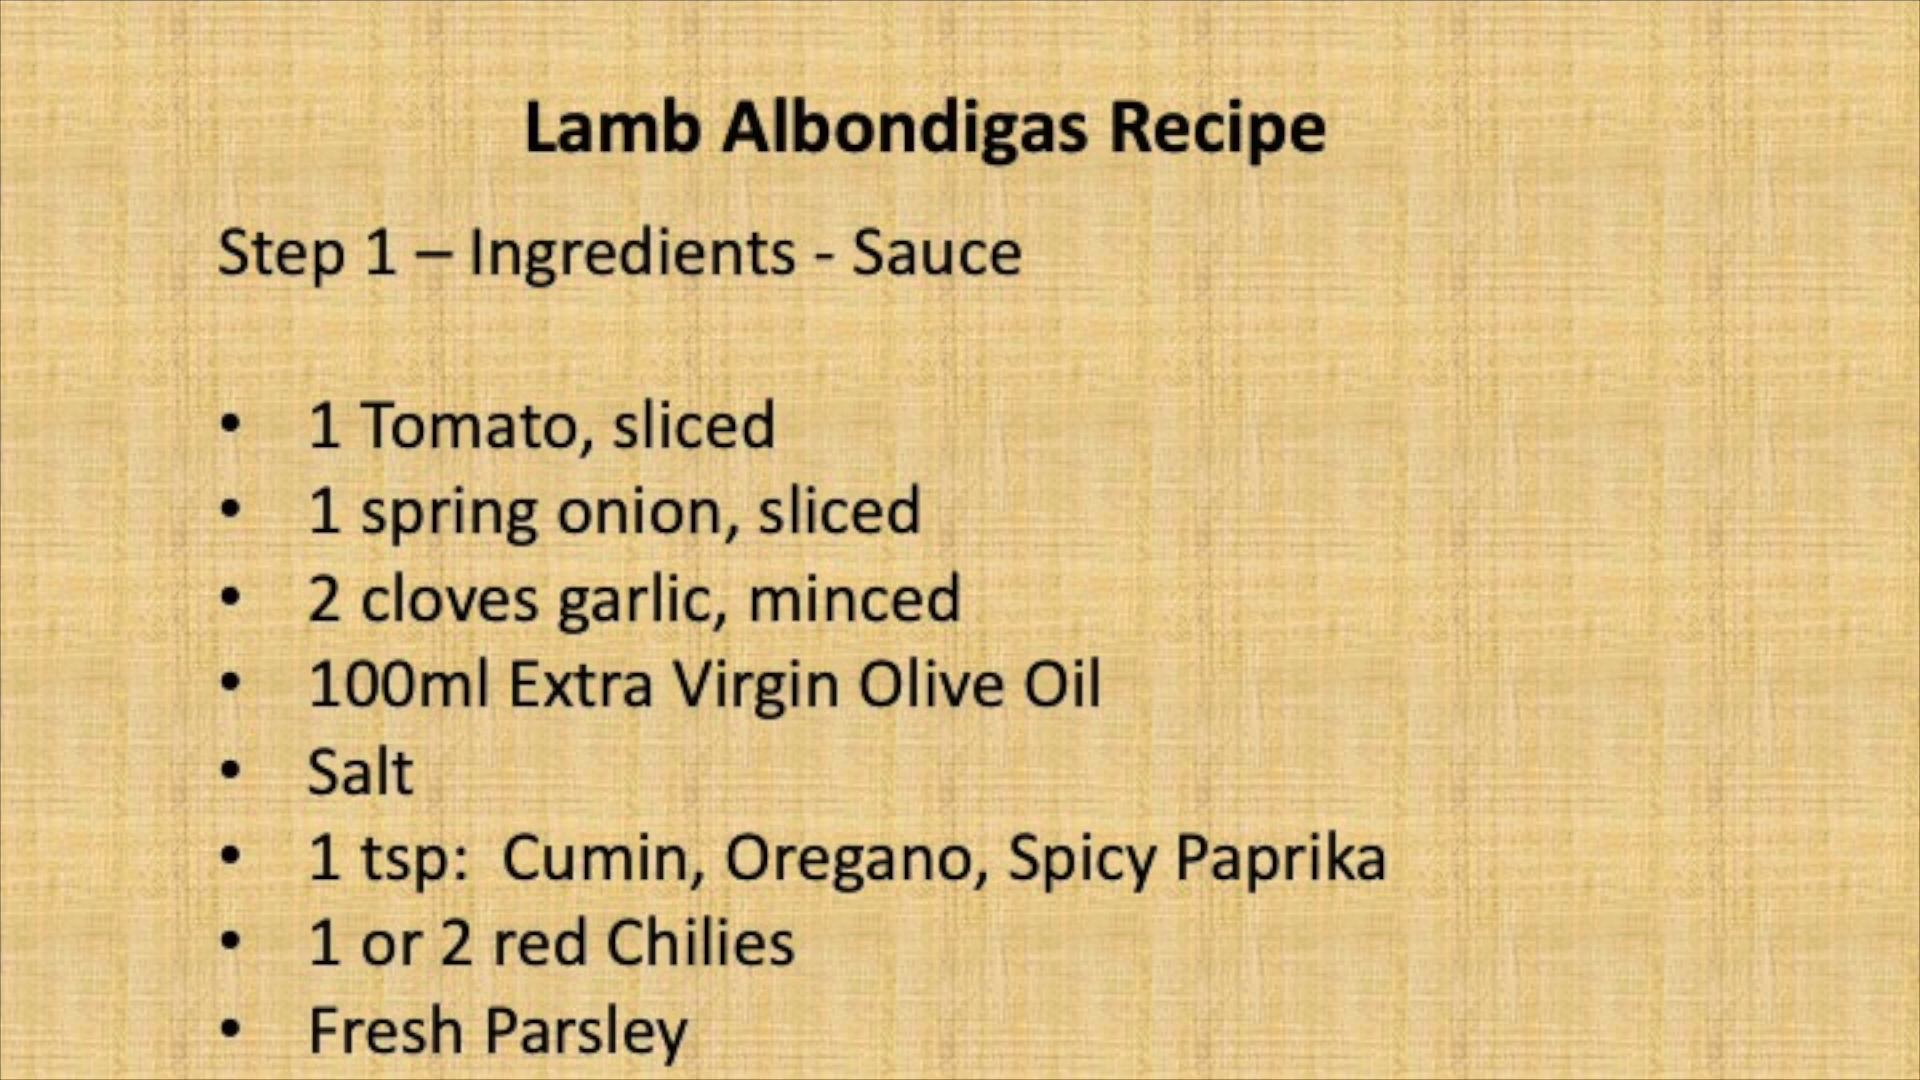 Lamb Albondigas Recipe
Step 1 – Ingredients - Sauce
• 1 Tomato, sliced
• 1 spring onion, sliced
• 2 cloves garlic, minced
• 100ml Extra Virgin Olive Oil
• Salt
• 1 tsp:  Cumin, Oregano, Spicy Paprika
• 1 or 2 red Chilies
• Fresh Parsley